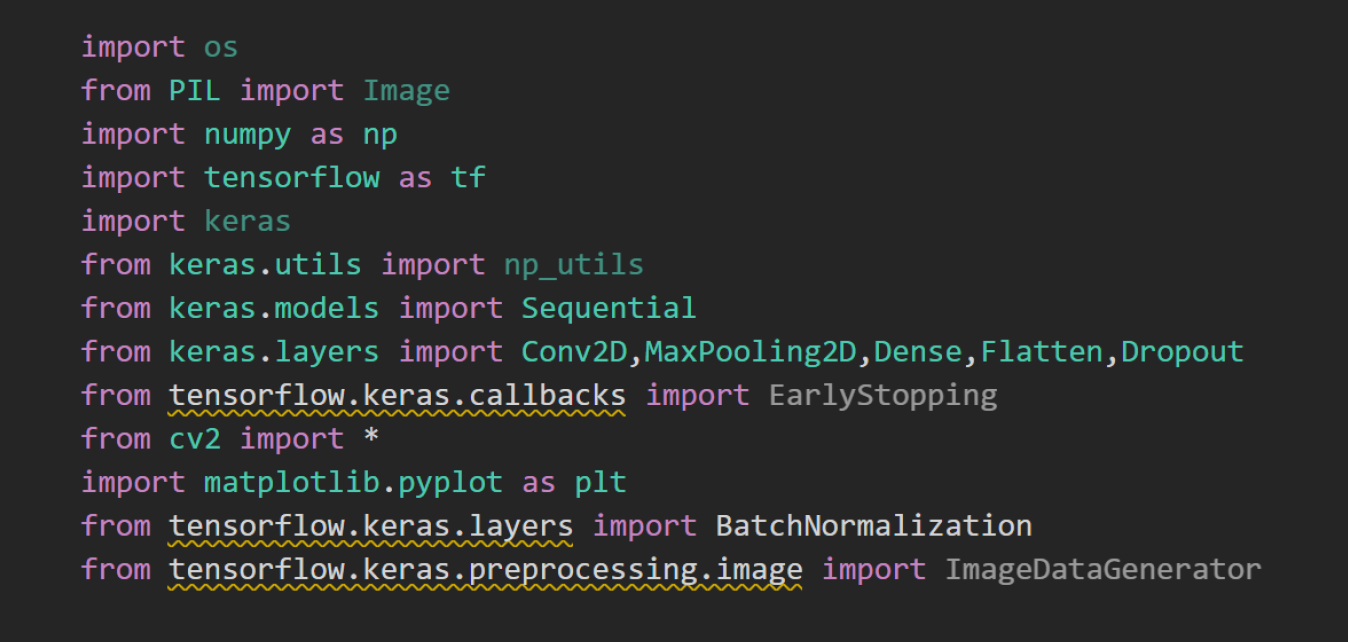 import os
from PIL import Image
import numpy as np
import tensorflow as tf
import keras
from keras.utils import np_utils
from keras.models import Sequential
from keras.layers import Conv2D,MaxPooling2D,Dense,Flatten,Dropout
from tensorflow.keras.callbacks import EarlyStopping
from cv2 import *
import matplotlib.pyplot as plt
from tensorflow.keras.layers import BatchNormalization
from tensorflow.keras.preprocessing.image import ImageDataGenerator